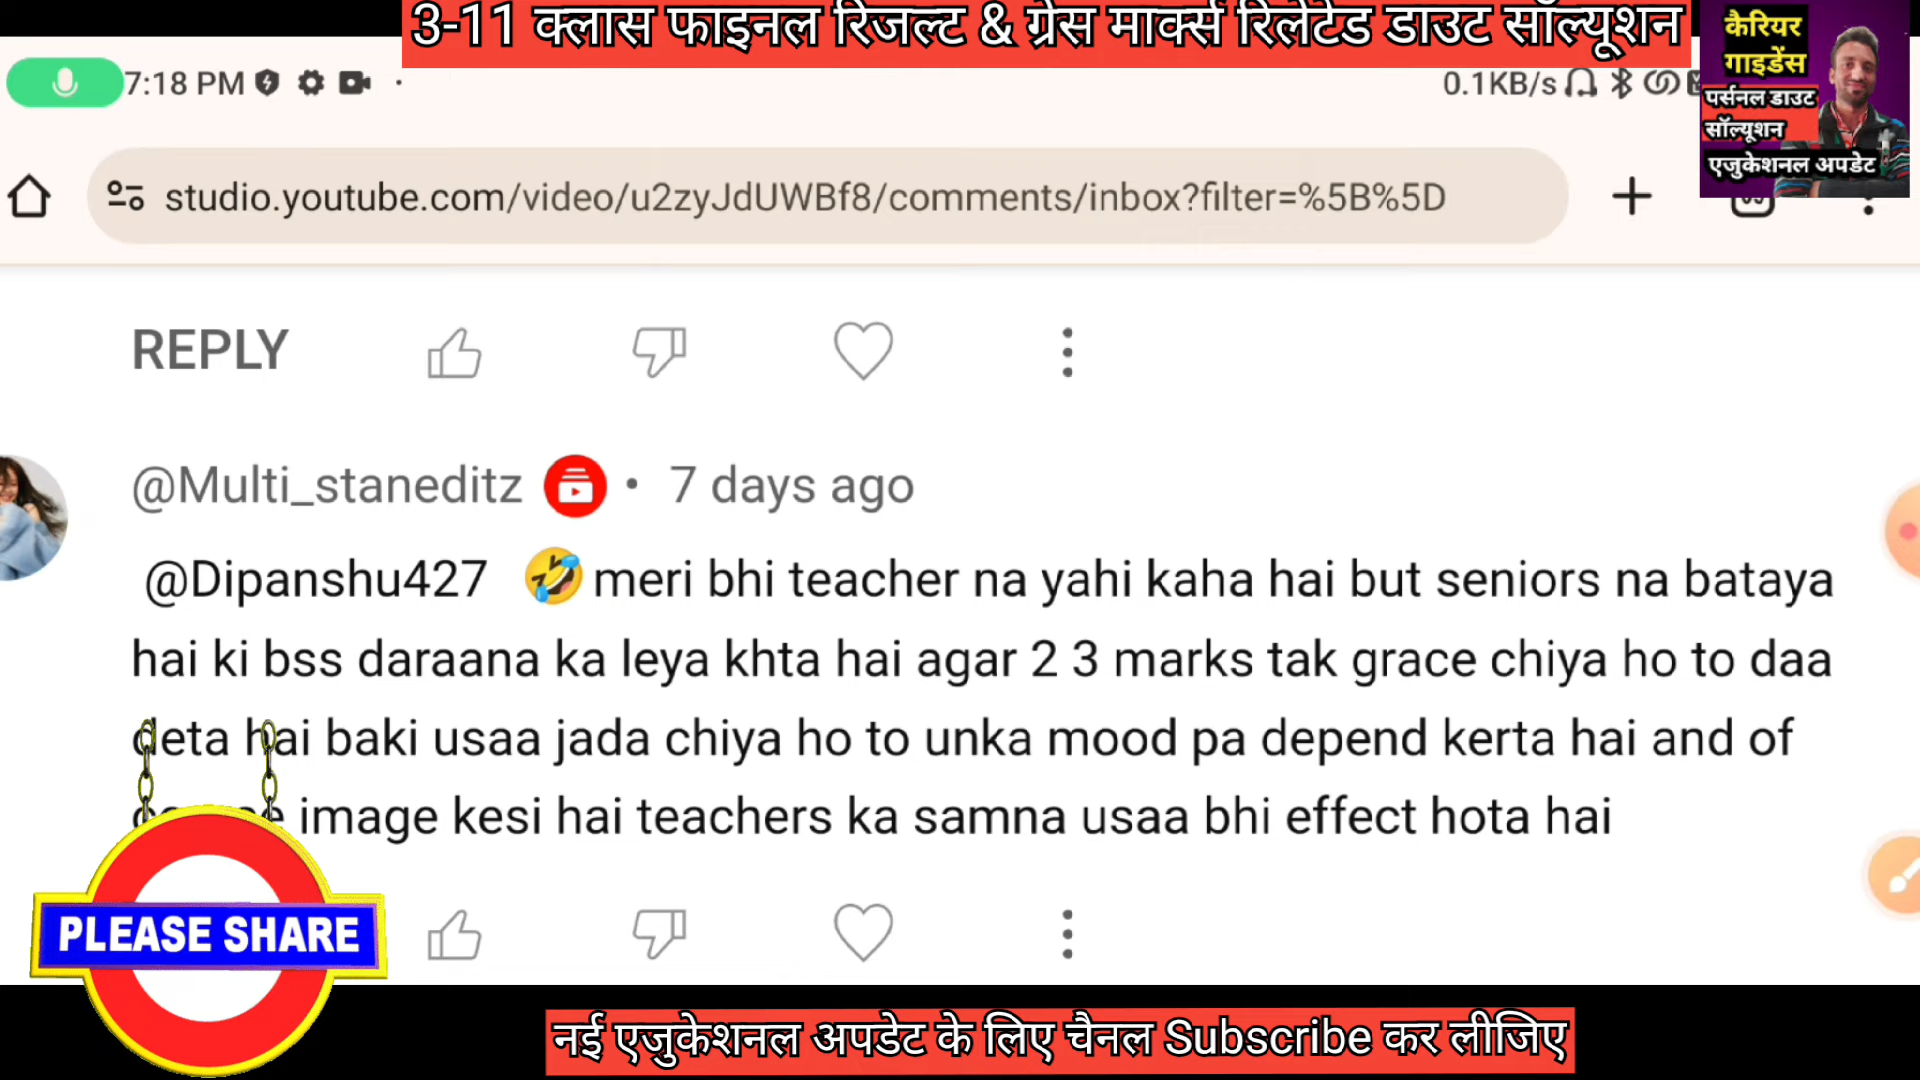 3-11 क्लास फाइनल रिजल्ट & ग्रेस मार्क्स रिलेटेड डाउट सॉल्यूशन
कैरियर
गाइडेंस
पर्सनल डाउट
सॉल्यूशन
एजुकेशनल अपडेट
7:18 PM
0.1KB/s
studio.youtube.com/video/u2zyJdUWBf8/comments/inbox?filter=%5B%5D
REPLY
@Multi_staneditz • 7 days ago
@Dipanshu427 🤣 meri bhi teacher na yahi kaha hai but seniors na bataya
hai ki bss daraana ka leya khta hai agar 2 3 marks tak grace chiya ho to daa
deta hai baki usaa jada chiya ho to unka mood pa depend kerta hai and of
image kesi hai teachers ka samna usaa bhi effect hota hai
PLEASE SHARE
नई एजुकेशनल अपडेट के लिए चैनल Subscribe कर लीजिए